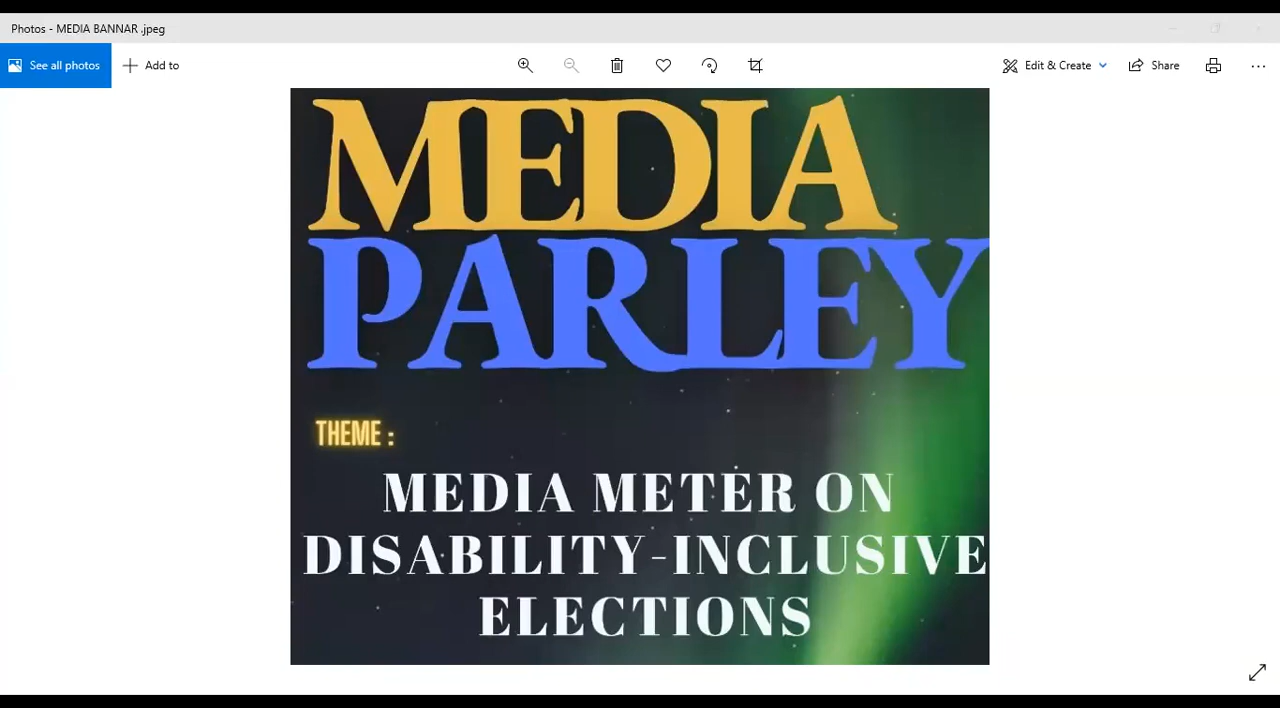 Photos - MEDIA BANNAR .jpeg
See all photos
Add to
Edit & Create
Share
MEDIA
PARLEY
THEME :
MEDIA METER ON
DISABILITY-INCLUSIVE
ELECTIONS